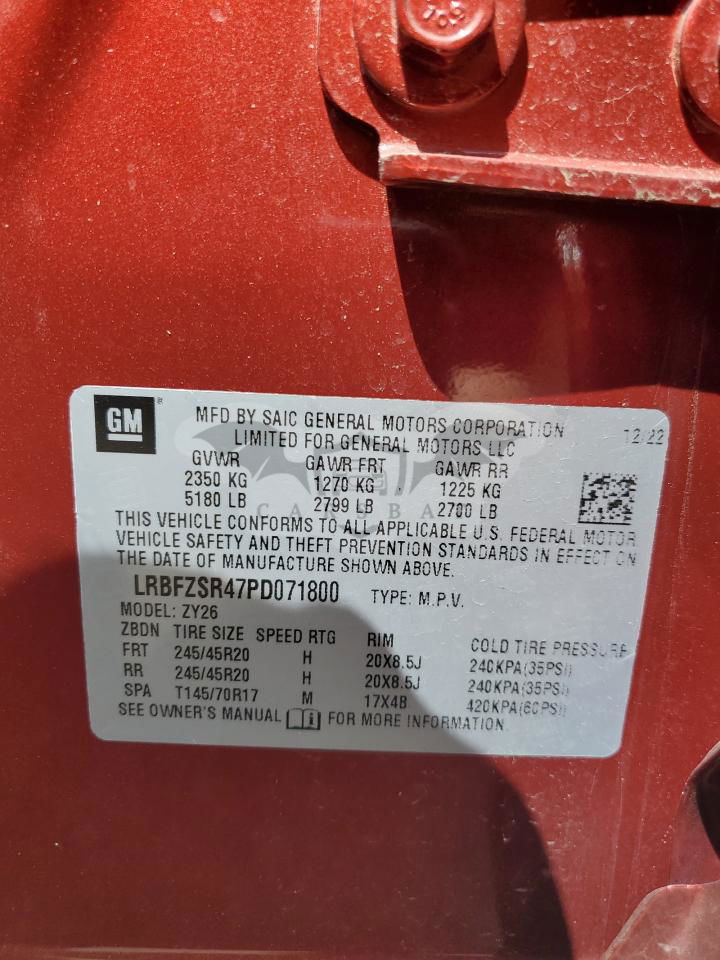 10.9
GM
MFD BY SAIC GENERAL MOTORS CORPORATION
LIMITED FOR GENERAL MOTORS LLC
12/22
GVWR GAWR FRT GAWR RR
2350 KG 1270 KG 1225 KG
5180 LB 2799 LB 2700 LB
THIS VEHICLE CONFORMS TO ALL APPLICABLE U.S. FEDERAL MOTOR
VEHICLE SAFETY AND THEFT PREVENTION STANDARDS IN EFFECT ON
THE DATE OF MANUFACTURE SHOWN ABOVE.
LRBFZSR47PD071800 TYPE: M.P.V.
MODEL: ZY26
ZBDN TIRE SIZE SPEED RTG RIM COLD TIRE PRESSURE
FRT 245/45R20 H 20X8.5J 240KPA(35PSI)
RR 245/45R20 H 20X8.5J 240KPA(35PSI)
SPA T145/70R17 M 17X4B 420KPA(60PSI)
SEE OWNER'S MANUAL FOR MORE INFORMATION